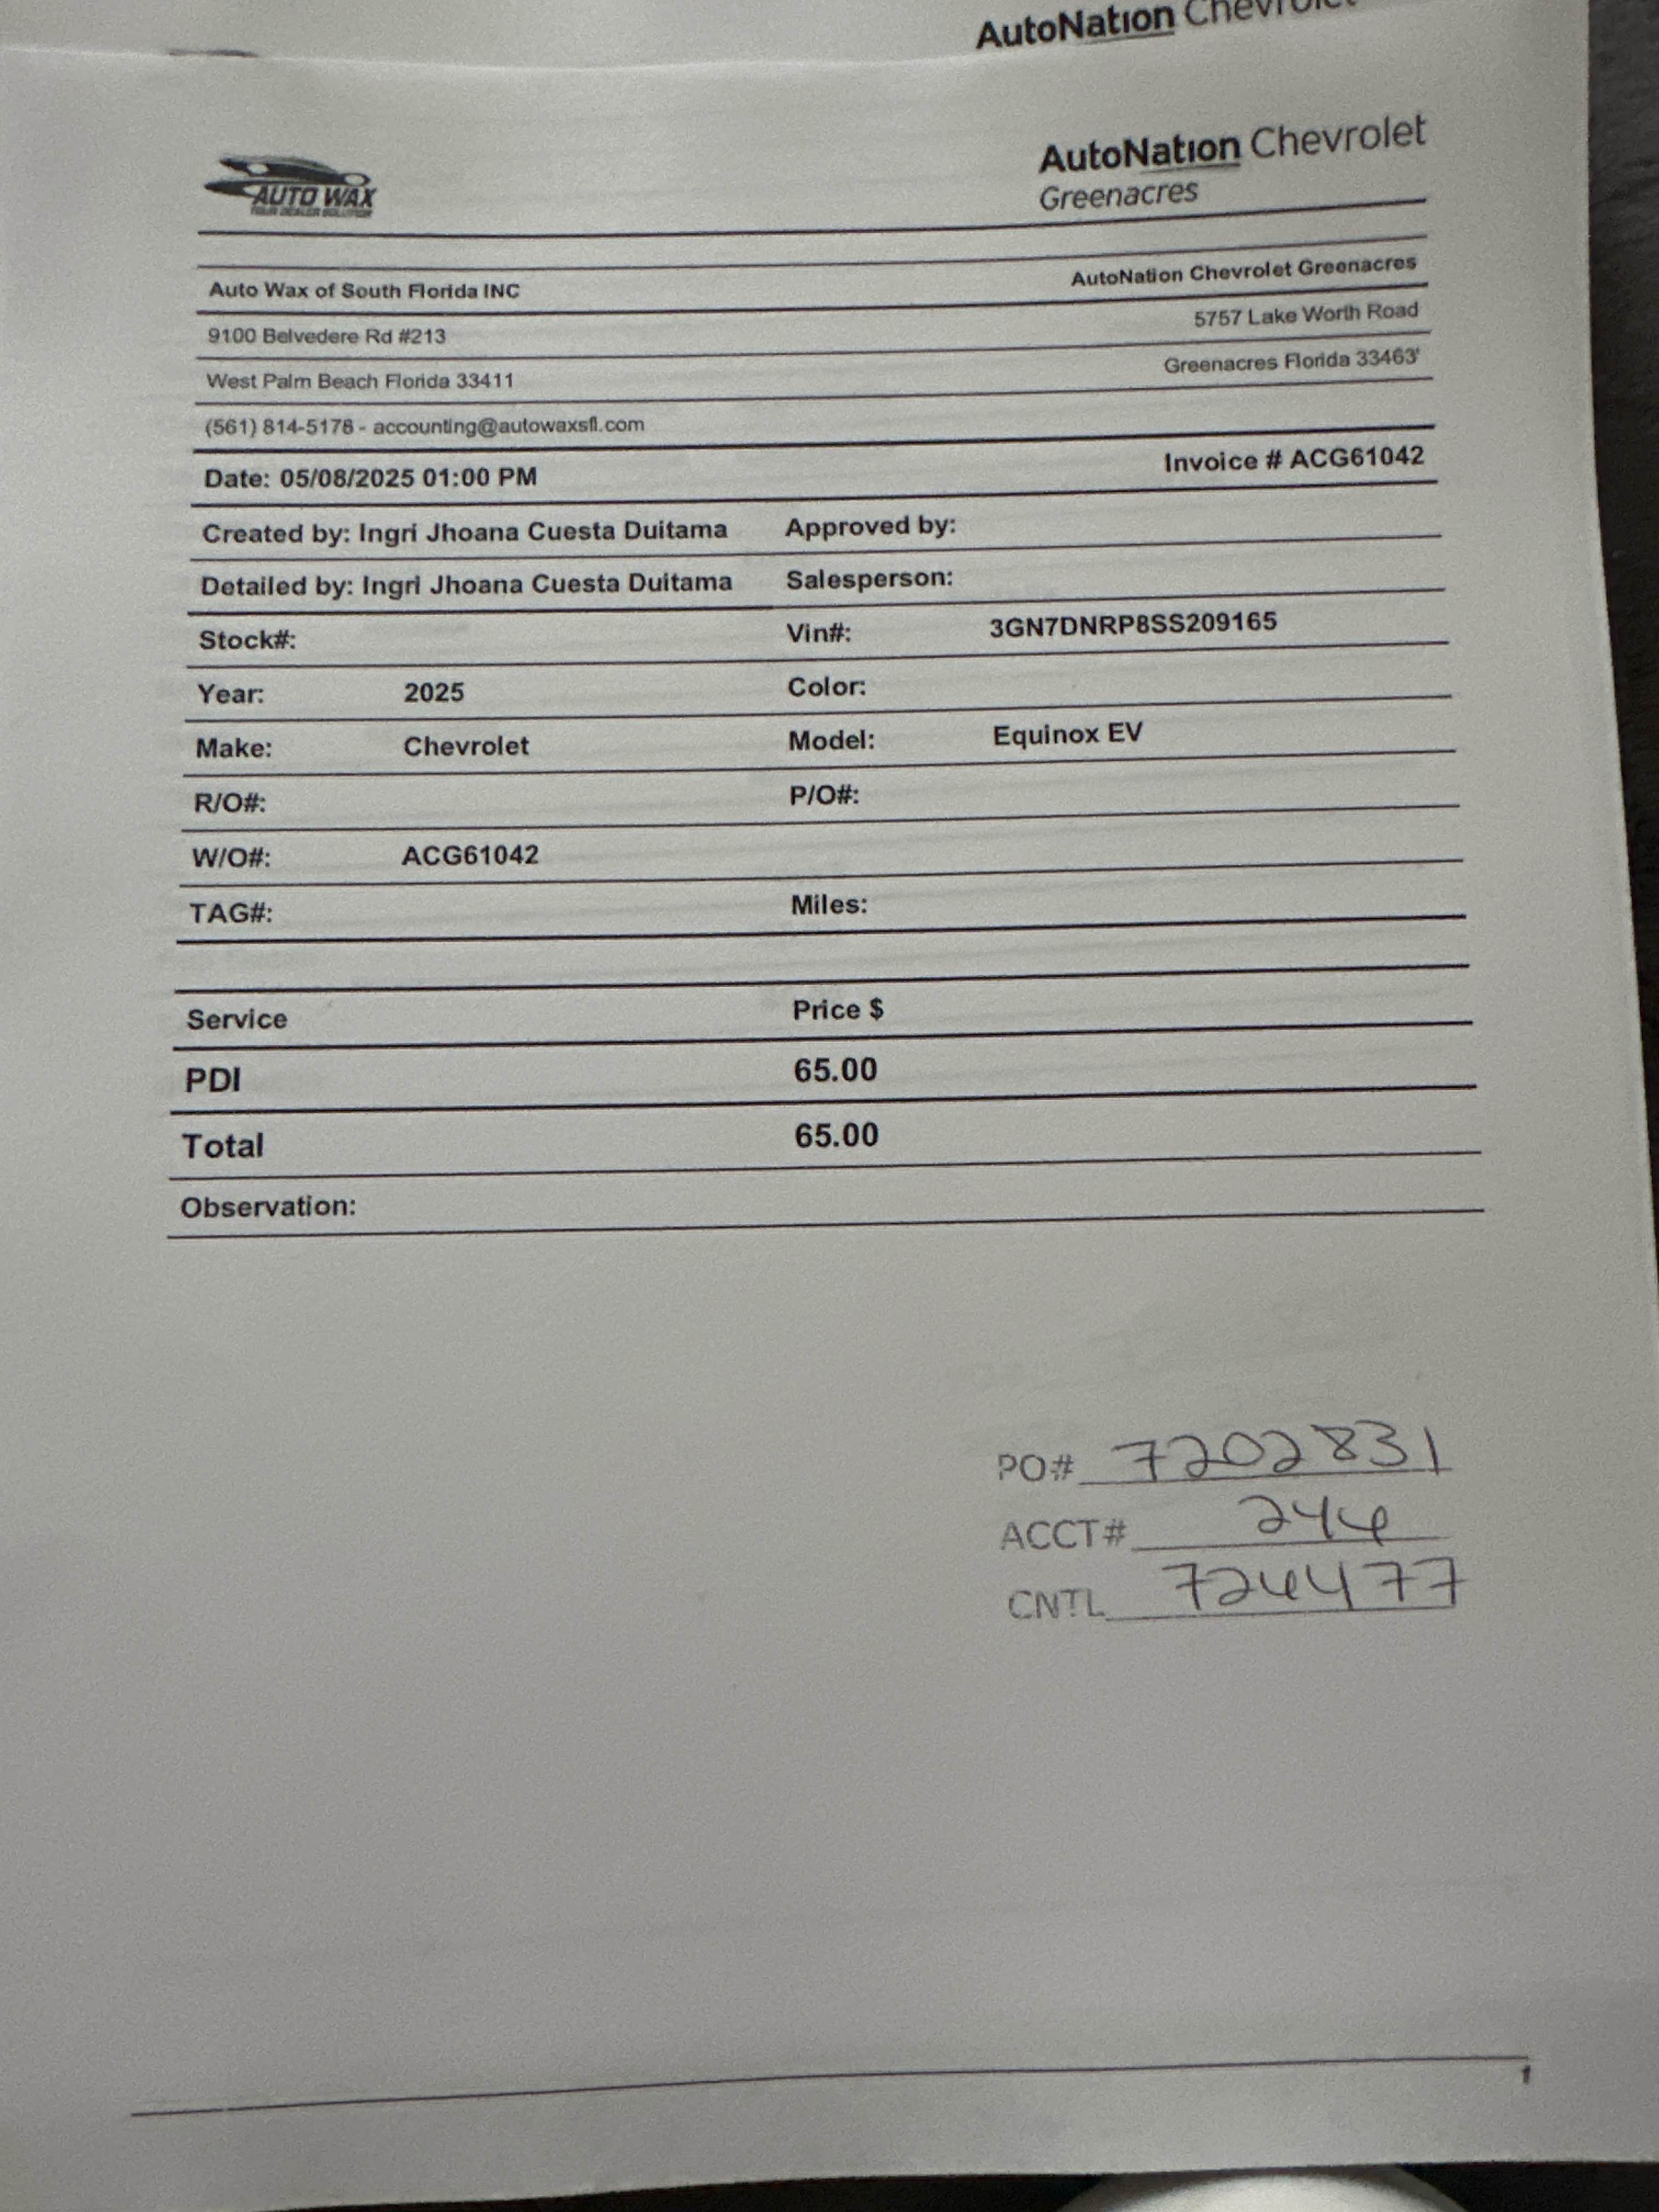 AutoNation Chevrolet
AUTO WAX
YOUR DEALER SOLUTION
AutoNation Chevrolet
Greenacres
Auto Wax of South Florida INC AutoNation Chevrolet Greenacres
9100 Belvedere Rd #213 5757 Lake Worth Road
West Palm Beach Florida 33411 Greenacres Florida 33463'
(561) 814-5178 - accounting@autowaxsfl.com
Date: 05/08/2025 01:00 PM Invoice # ACG61042
Created by: Ingri Jhoana Cuesta Duitama Approved by:
Detailed by: Ingri Jhoana Cuesta Duitama Salesperson:
Stock#: Vin#: 3GN7DNRP8SS209165
Year: 2025 Color:
Make: Chevrolet Model: Equinox EV
R/O#: P/O#:
W/O#: ACG61042
TAG#: Miles:
Service Price $
PDI 65.00
Total 65.00
Observation:
PO# 7202831
ACCT# 244
CNTL 724477
1